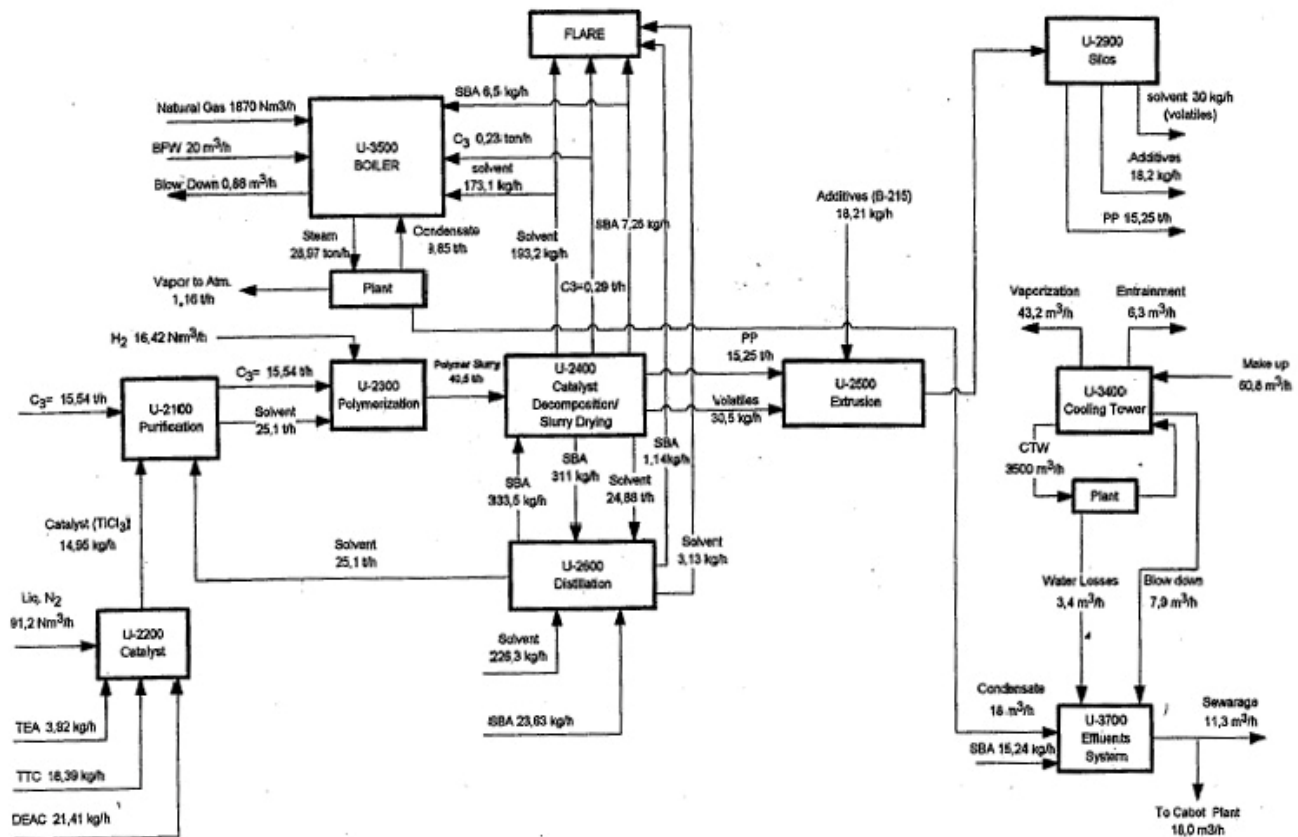 FLARE
U-2900
Silos
SBA 6,5 kg/h
Natural Gas 1870 Nm3/h
solvent 30 kg/h
(volatiles)
U-3500
BOILER
C3 0,23 ton/h
BFW 20 m3/h
Additives
18,2 kg/h
solvent
173,1 kg/h
Blow Down 0,88 m3/h
SBA 7,25 kg/h
Additives (B-215)
18,21 kg/h
PP 15,25 t/h
Steam
28,97 ton/h
Condensate
9,85 t/h
Solvent
193,2 kg/h
Vapor to Atm.
1,16 t/h
Plant
C3=0,29 t/h
Vaporization
43,2 m3/h
Entrainment
6,3 m3/h
H2 16,42 Nm3/h
PP
15,25 t/h
Make up
60,8 m3/h
C3= 15,54 t/h
Polymer Slurry
40,5 t/h
U-2400
Catalyst
Decomposition/
Slurry Drying
U-2500
Extrusion
U-2300
Polymerization
U-3400
Cooling Tower
C3= 15,54 t/h
U-2100
Purification
Solvent
25,1 t/h
Volatiles
30,5 kg/h
SBA
1,14kg/h
CTW
3500 m3/h
SBA
333,5 kg/h
SBA
311 kg/h
Solvent
24,88 t/h
Plant
Catalyst (TiCl3)
14,95 kg/h
Solvent
25,1 t/h
U-2600
Distillation
Solvent
3,13 kg/h
Water Losses
3,4 m3/h
Blow down
7,9 m3/h
Liq. N2
91,2 Nm3/h
U-2200
Catalyst
Solvent
226,3 kg/h
Condensate
18 m3/h
U-3700
Effluents
System
Sewarage
11,3 m3/h
TEA 3,82 kg/h
SBA 23,63 kg/h
SBA 15,24 kg/h
TTC 18,39 kg/h
To Cabot Plant
18,0 m3/h
DEAC 21,41 kg/h